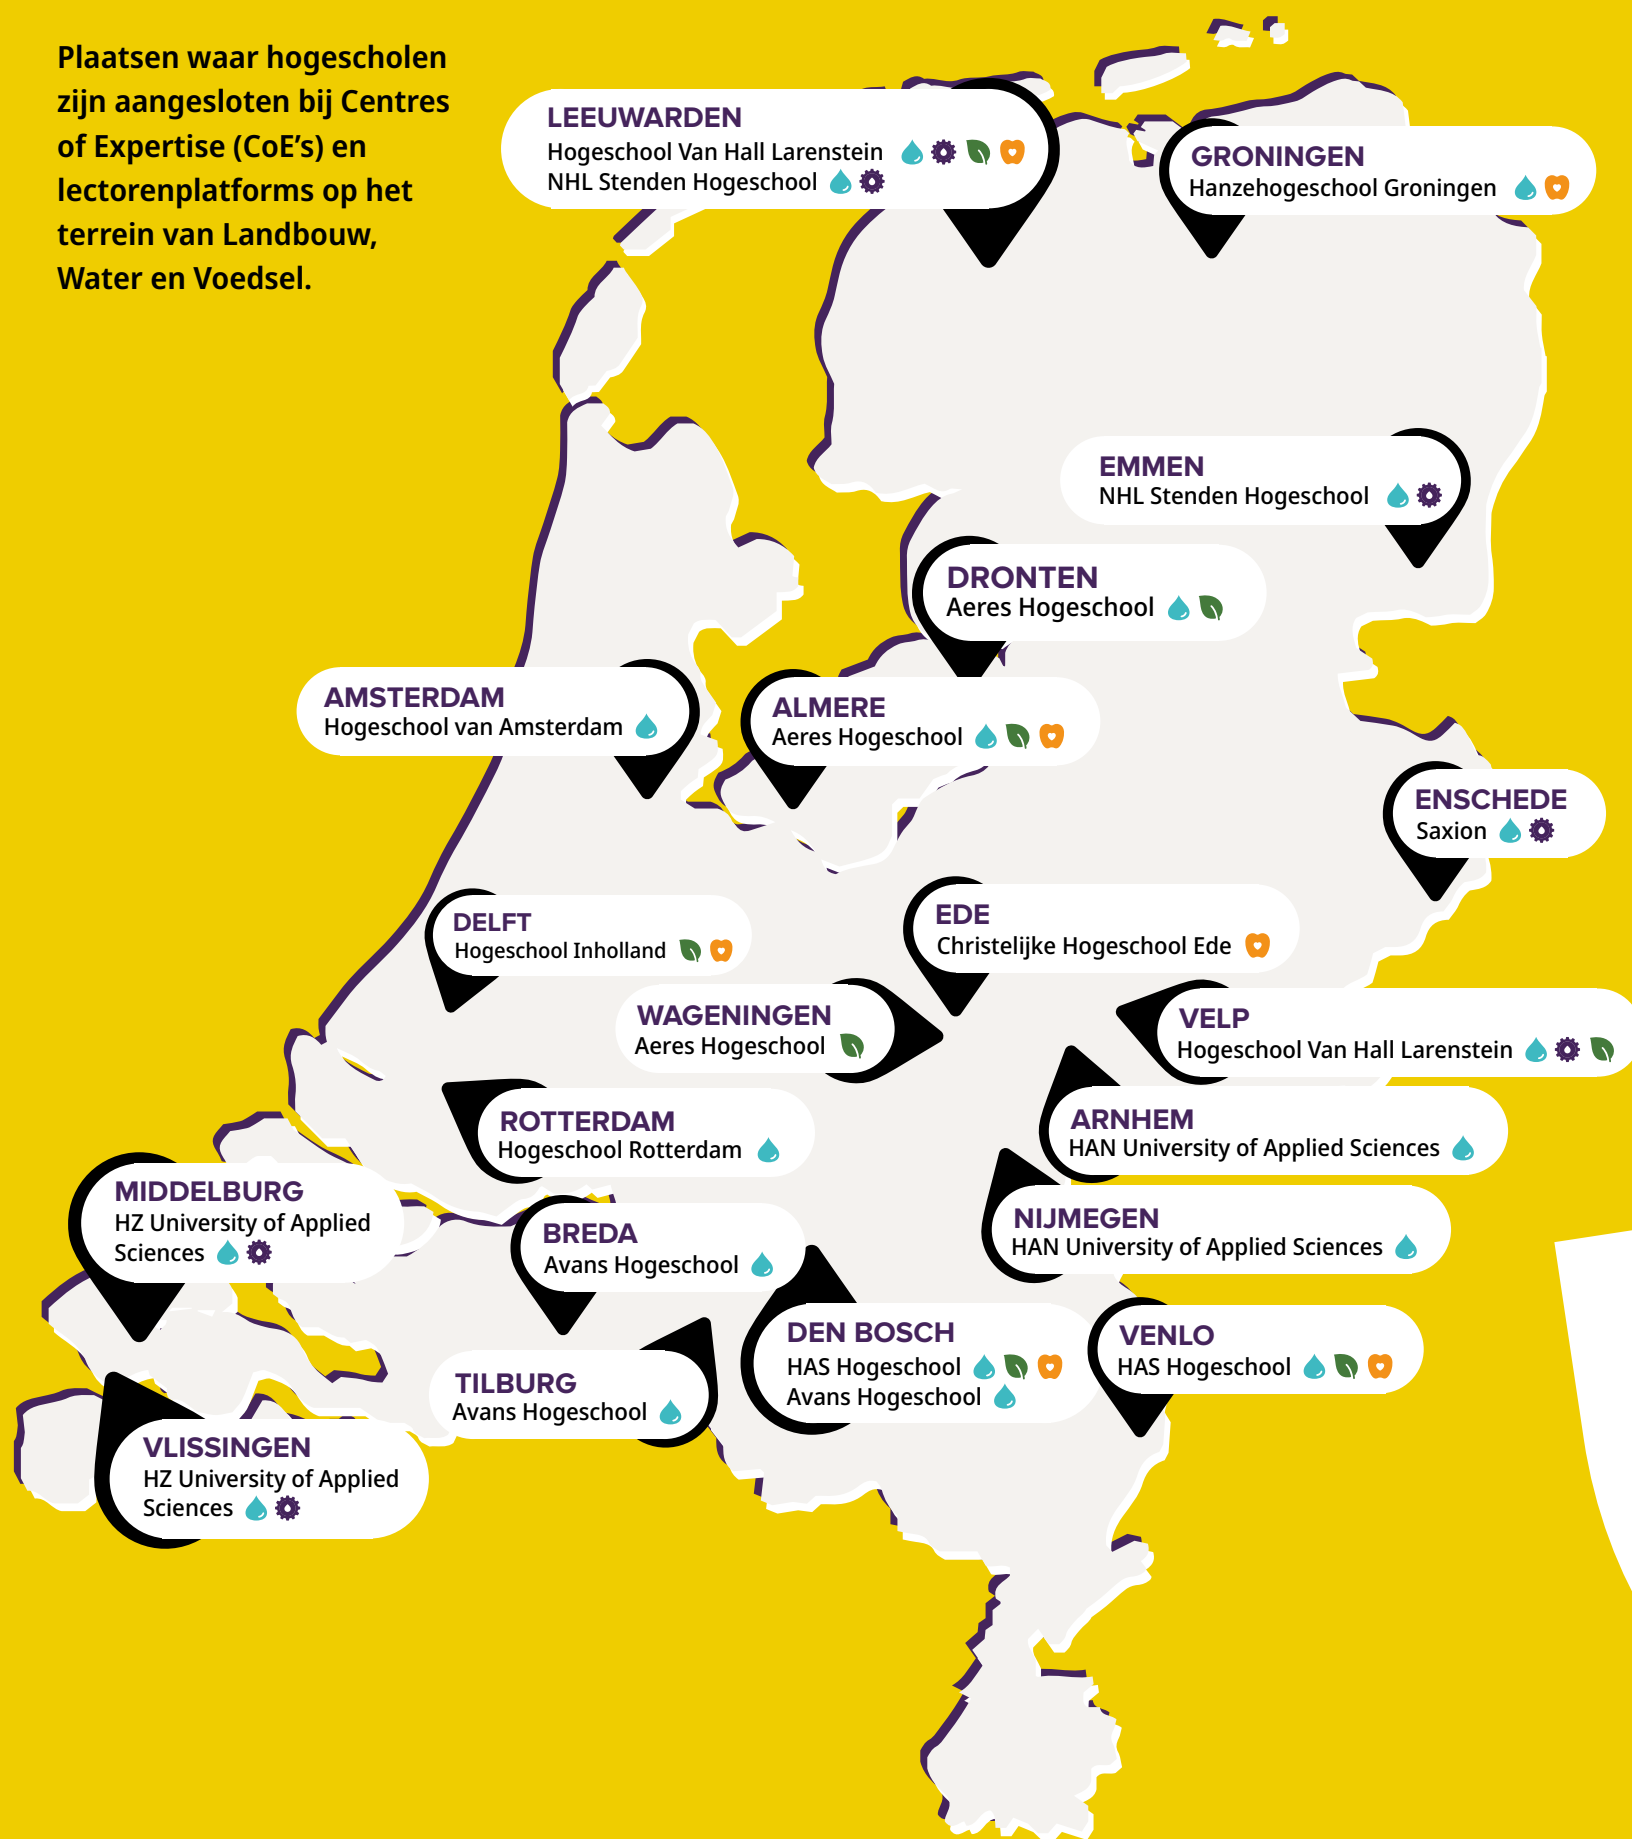 Plaatsen waar hogescholen
zijn aangesloten bij Centres
of Expertise (CoE’s) en
lectorenplatforms op het
terrein van Landbouw,
Water en Voedsel.
LEEUWARDEN
Hogeschool Van Hall Larenstein
NHL Stenden Hogeschool
GRONINGEN
Hanzehogeschool Groningen
EMMEN
NHL Stenden Hogeschool
DRONTEN
Aeres Hogeschool
AMSTERDAM
Hogeschool van Amsterdam
ALMERE
Aeres Hogeschool
ENSCHEDE
Saxion
DELFT
Hogeschool Inholland
EDE
Christelijke Hogeschool Ede
WAGENINGEN
Aeres Hogeschool
VELP
Hogeschool Van Hall Larenstein
ROTTERDAM
Hogeschool Rotterdam
ARNHEM
HAN University of Applied Sciences
MIDDELBURG
HZ University of Applied
Sciences
BREDA
Avans Hogeschool
NIJMEGEN
HAN University of Applied Sciences
DEN BOSCH
HAS Hogeschool
Avans Hogeschool
VENLO
HAS Hogeschool
TILBURG
Avans Hogeschool
VLISSINGEN
HZ University of Applied
Sciences